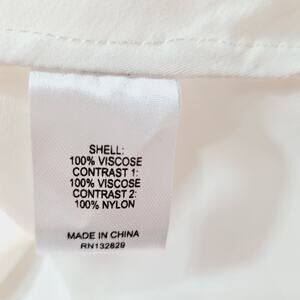 SHELL:
100% VISCOSE
CONTRAST 1:
100% VISCOSE
CONTRAST 2:
100% NYLON
MADE IN CHINA
RN132829